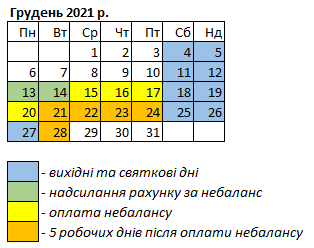 Грудень 2021 р.
Пн Вт Ср Чт Пт Сб Нд
1 2 3 4 5
6 7 8 9 10 11 12
13 14 15 16 17 18 19
20 21 22 23 24 25 26
27 28 29 30 31
- вихідні та святкові дні
- надсилання рахунку за небаланс
- оплата небалансу
- 5 робочих днів після оплати небалансу